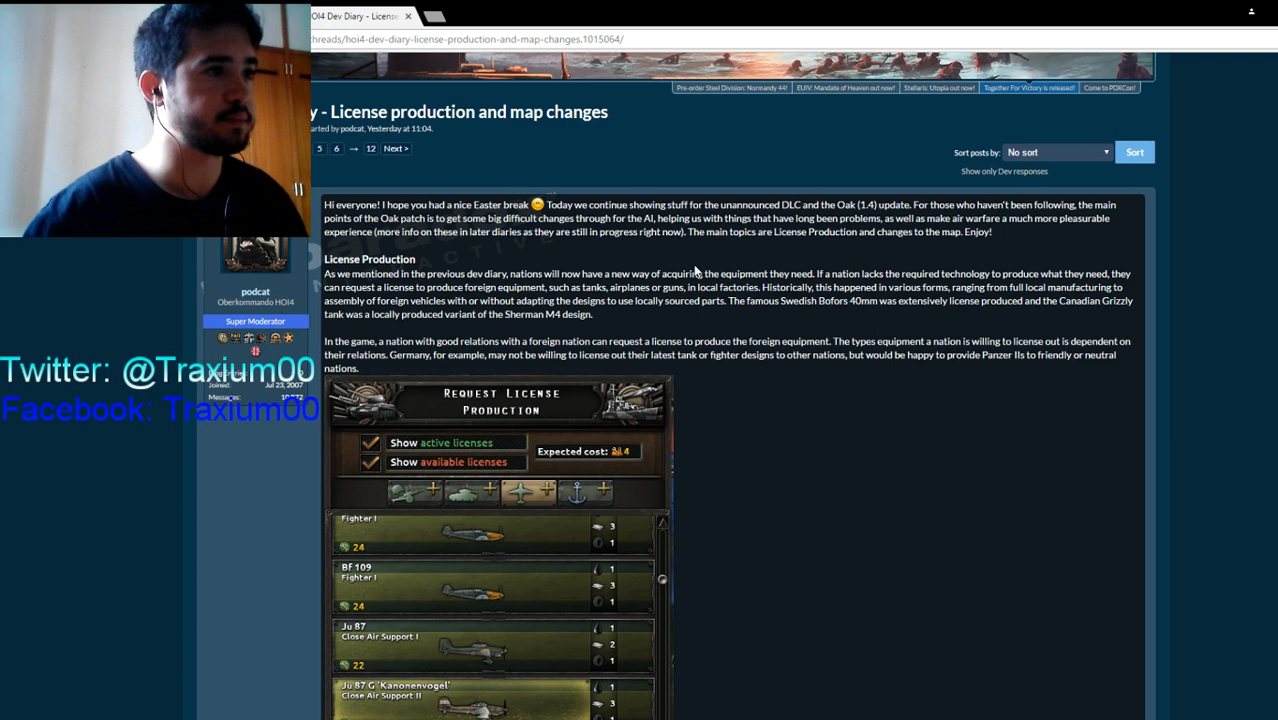 HOI4 Dev Diary - License
threads/hoi4-dev-diary-license-production-and-map-changes.1015064/
Pre-order Steel Division: Normandy 44!
EUIV: Mandate of Heaven out now!
Stellaris: Utopia out now!
Together For Victory is released!
Come to PDXCon!
y - License production and map changes
arted by podcat, Yesterday at 11:04.
5 6 → 12 Next >
Sort posts by: No sort Sort
Show only Dev responses
Hi everyone! I hope you had a nice Easter break Today we continue showing stuff for the unannounced DLC and the Oak (1.4) update. For those who haven't been following, the main
points of the Oak patch is to get some big difficult changes through for the AI, helping us with things that have long been problems, as well as make air warfare a much more pleasurable
experience (more info on these in later diaries as they are still in progress right now). The main topics are License Production and changes to the map. Enjoy!
License Production
As we mentioned in the previous dev diary, nations will now have a new way of acquiring the equipment they need. If a nation lacks the required technology to produce what they need, they
can request a license to produce foreign equipment, such as tanks, airplanes or guns, in local factories. Historically, this happened in various forms, ranging from full local manufacturing to
assembly of foreign vehicles with or without adapting the designs to use locally sourced parts. The famous Swedish Bofors 40mm was extensively license produced and the Canadian Grizzly
tank was a locally produced variant of the Sherman M4 design.
In the game, a nation with good relations with a foreign nation can request a license to produce the foreign equipment. The types equipment a nation is willing to license out is dependent on
their relations. Germany, for example, may not be willing to license out their latest tank or fighter designs to other nations, but would be happy to provide Panzer IIs to friendly or neutral
nations.
podcat
Oberkommando HOI4
Super Moderator
Joined: Jul 23, 2007
Messages:
Twitter: @Traxium00
Facebook: Traxium00
Request License
Production
Show active licenses
Show available licenses
Expected cost: 4
Fighter I
3
1
24
Bf 109
Fighter I
1
3
1
24
Ju 87
Close Air Support I
1
2
1
22
Ju 87 G 'Kanonenvogel'
Close Air Support II
1
3